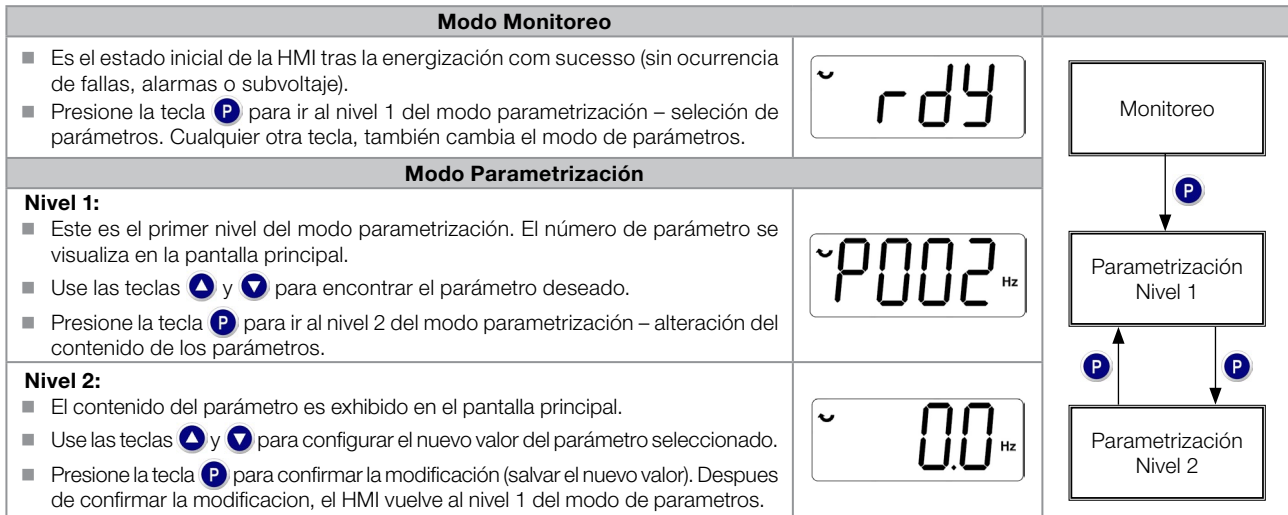 Modo Monitoreo
Es el estado inicial de la HMI tras la energización com sucesso (sin ocurrencia
de fallas, alarmas o subvoltaje).
Presione la tecla P para ir al nivel 1 del modo parametrización – seleción de
parámetros. Cualquier otra tecla, también cambia el modo de parámetros.
rdy
Modo Parametrización
Nivel 1:
Este es el primer nivel del modo parametrización. El número de parámetro se
visualiza en la pantalla principal.
Use las teclas y para encontrar el parámetro deseado.
Presione la tecla P para ir al nivel 2 del modo parametrización – alteración del
contenido de los parámetros.
P002 Hz
Nivel 2:
El contenido del parámetro es exhibido en el pantalla principal.
Use las teclas y para configurar el nuevo valor del parámetro seleccionado.
Presione la tecla P para confirmar la modificación (salvar el nuevo valor). Despues
de confirmar la modificacion, el HMI vuelve al nivel 1 del modo de parametros.
0.0 Hz
Monitoreo
P
Parametrización
Nivel 1
P P
Parametrización
Nivel 2